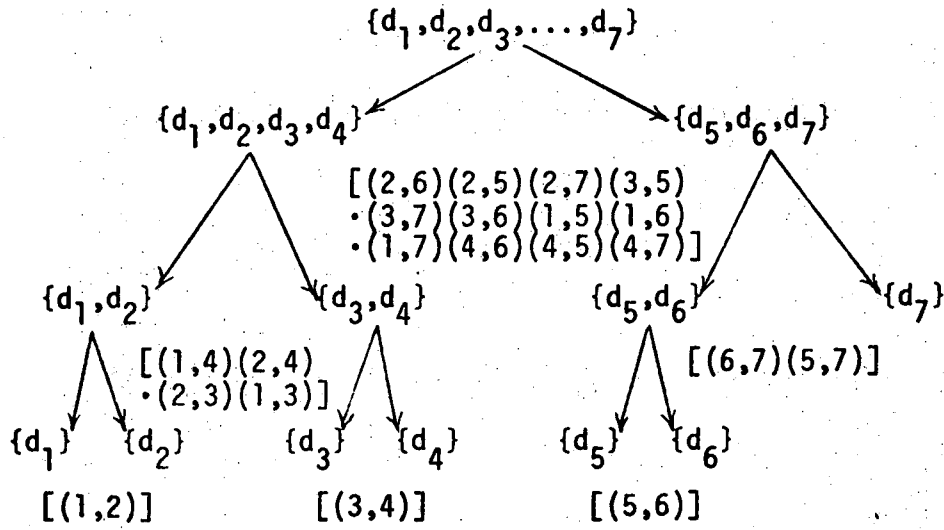 {d₁,d₂,d₃,...,d₇}
{d₁,d₂,d₃,d₄} {d₅,d₆,d₇}
[(2,6)(2,5)(2,7)(3,5)
·(3,7)(3,6)(1,5)(1,6)
·(1,7)(4,6)(4,5)(4,7)]
{d₁,d₂} {d₃,d₄} {d₅,d₆} {d₇}
[(1,4)(2,4) [(6,7)(5,7)]
·(2,3)(1,3)]
{d₁} {d₂} {d₃} {d₄} {d₅} {d₆}
[(1,2)] [(3,4)] [(5,6)]